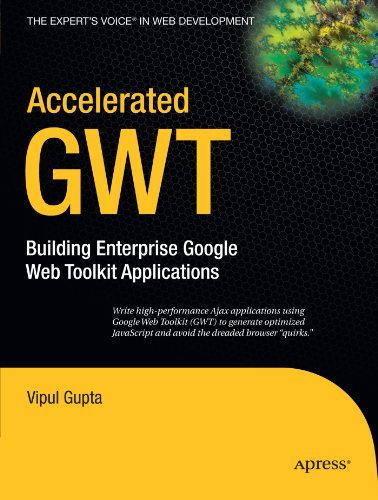 THE EXPERT'S VOICE® IN WEB DEVELOPMENT
Accelerated
GWT
Building Enterprise Google
Web Toolkit Applications
Write high-performance Ajax applications using
Google Web Toolkit (GWT) to generate optimized
JavaScript and avoid the dreaded browser “quirks.”
Vipul Gupta
Apress®